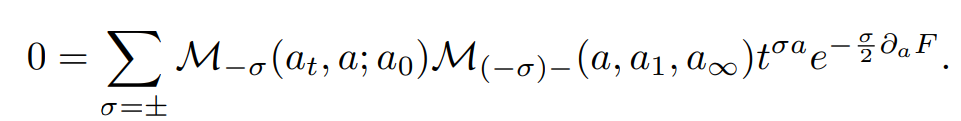 $0 = \sum_{\sigma=\pm} \mathcal{M}_{-\sigma}(a_t, a; a_0) \mathcal{M}_{(-\sigma)-}(a, a_1, a_\infty) t^{\sigma a} e^{-\frac{\sigma}{2} \partial_a F}.$